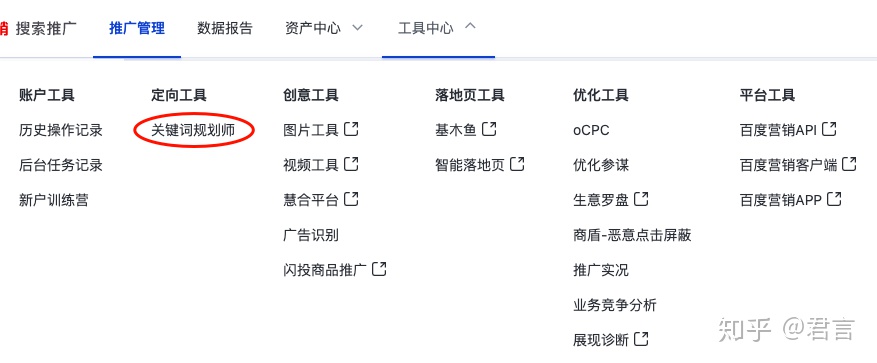 搜索推广 推广管理 数据报告 资产中心 工具中心
账户工具 定向工具 创意工具 落地页工具 优化工具 平台工具
历史操作记录 关键词规划师 图片工具 基木鱼 oCPC 百度营销API
后台任务记录 视频工具 智能落地页 优化参谋 百度营销客户端
新户训练营 慧合平台 生意罗盘 百度营销APP
广告识别 商盾-恶意点击屏蔽
闪投商品推广 推广实况
业务竞争分析
展现诊断
知乎 @君言